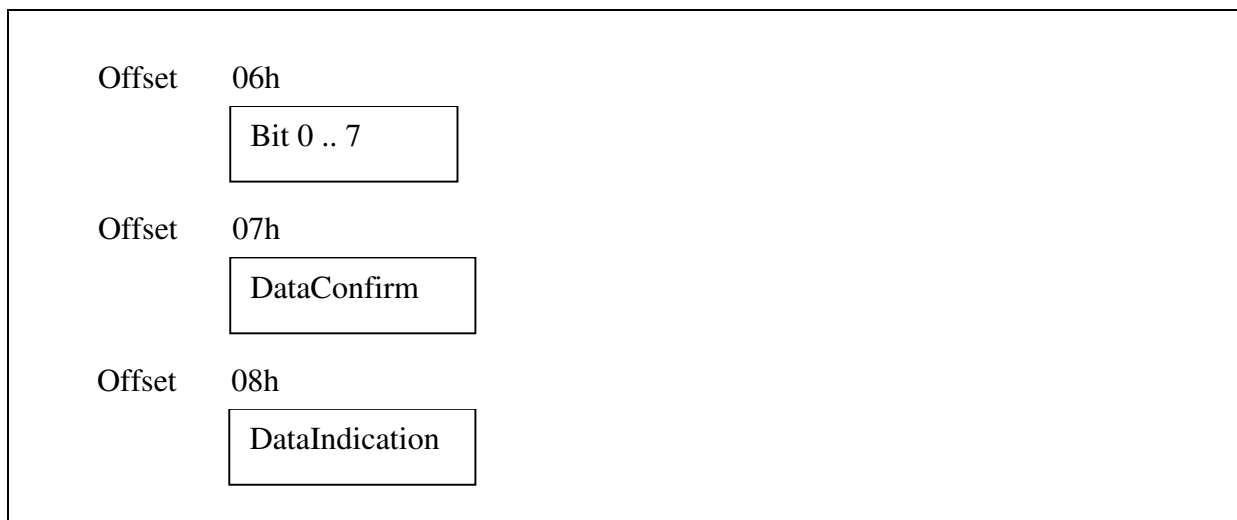 Offset 06h
Bit 0 .. 7
Offset 07h
DataConfirm
Offset 08h
DataIndication